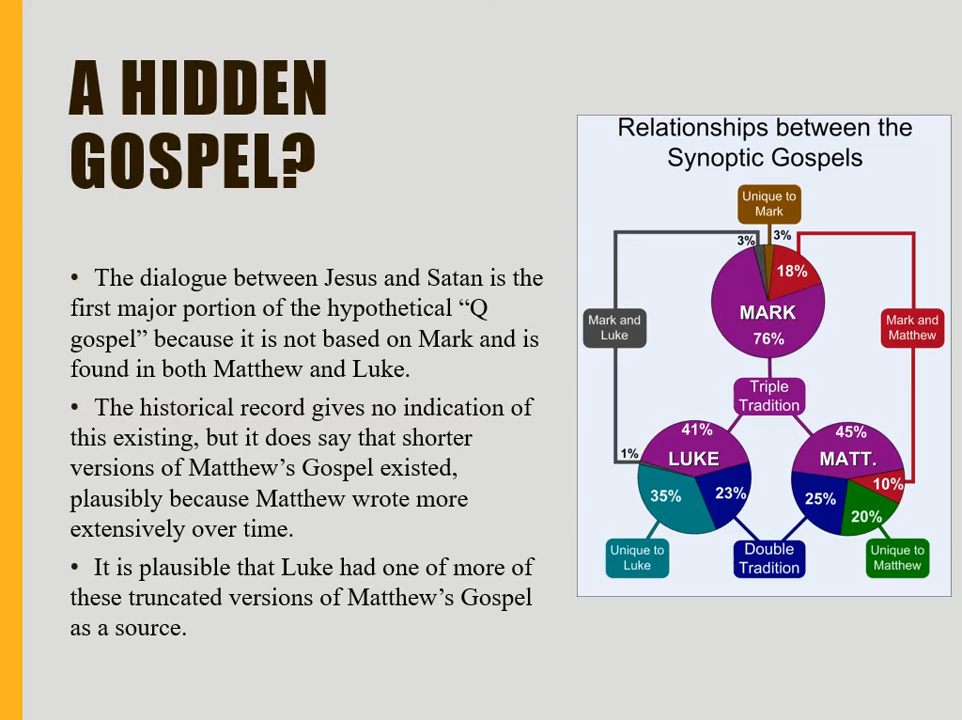 A HIDDEN
GOSPEL?
• The dialogue between Jesus and Satan is the
first major portion of the hypothetical “Q
gospel” because it is not based on Mark and is
found in both Matthew and Luke.
• The historical record gives no indication of
this existing, but it does say that shorter
versions of Matthew’s Gospel existed,
plausibly because Matthew wrote more
extensively over time.
• It is plausible that Luke had one of more of
these truncated versions of Matthew’s Gospel
as a source.
Relationships between the
Synoptic Gospels
Unique to
Mark
3%
3%
18%
MARK
76%
Mark and
Luke
Mark and
Matthew
Triple
Tradition
41%
1%
LUKE
35%
23%
45%
MATT.
10%
25%
20%
Unique to
Luke
Double
Tradition
Unique to
Matthew